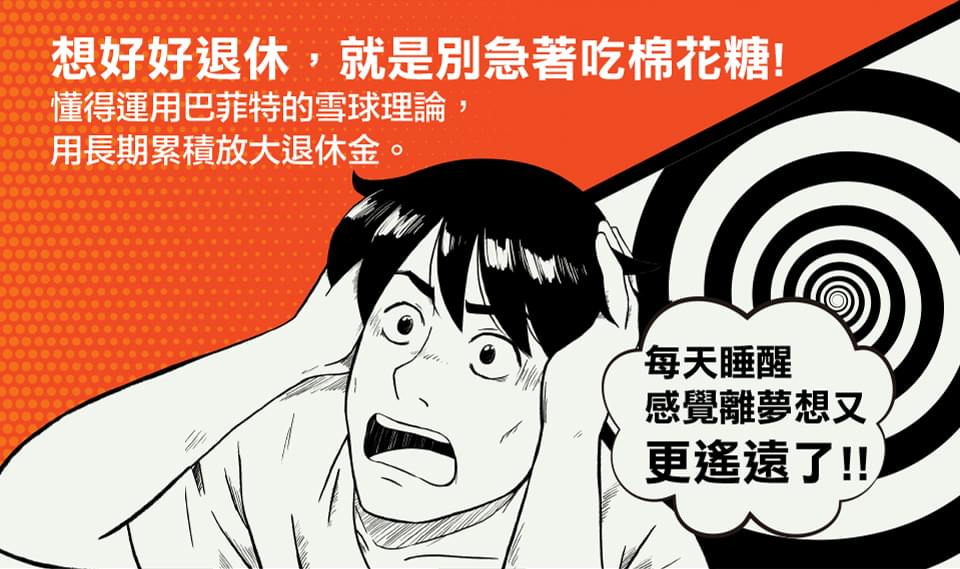 想好好退休，就是別急著吃棉花糖!
懂得運用巴菲特的雪球理論，
用長期累積放大退休金。
每天睡醒
感覺離夢想又
更遙遠了!!